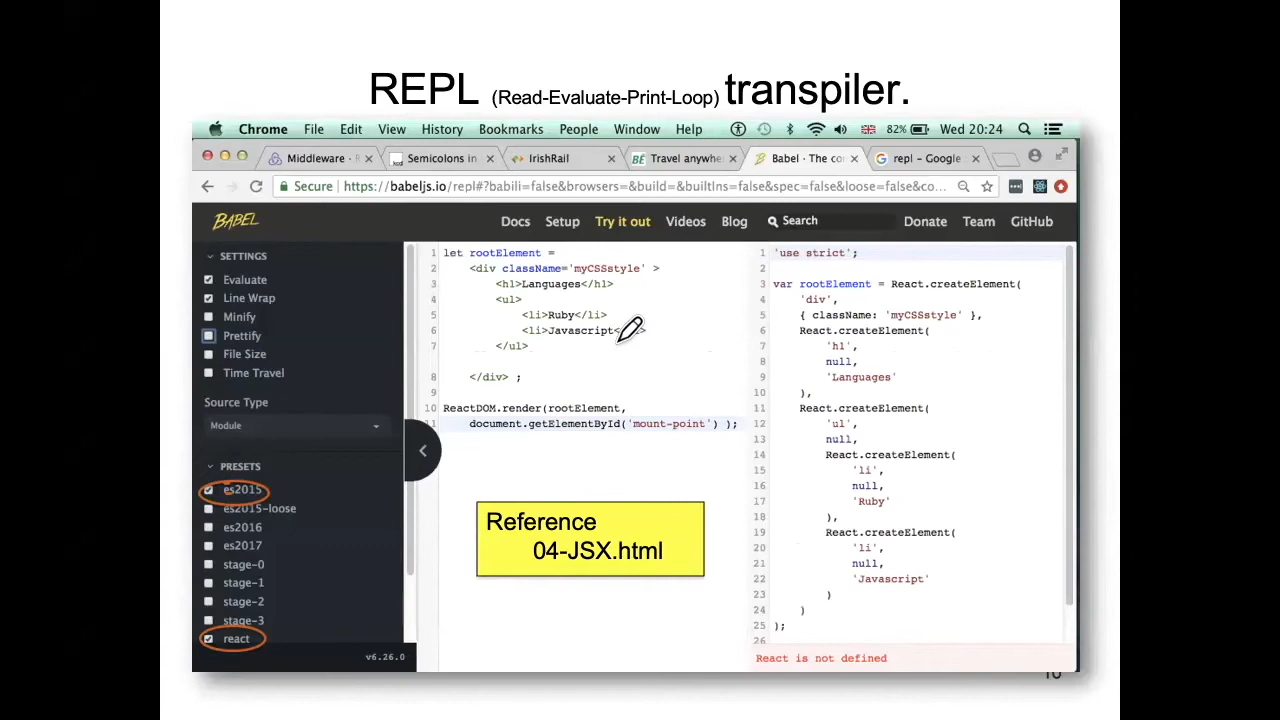 REPL (Read-Evaluate-Print-Loop) transpiler.
Chrome File Edit View History Bookmarks People Window Help 82% Wed 20:24
Middleware · Semicolons in IrishRail Travel anywhe Babel · The co repl - Google
Secure https://babeljs.io/repl#?babili=false&browsers=&build=&builtIns=false&spec=false&loose=false&co...
BABEL Docs Setup Try it out Videos Blog Search Donate Team GitHub
SETTINGS
Evaluate
Line Wrap
Minify
Prettify
File Size
Time Travel
Source Type
Module
PRESETS
es2015
es2015-loose
es2016
es2017
stage-0
stage-1
stage-2
stage-3
react
v6.26.0
1 let rootElement =
2 <div className='myCSSstyle' >
3 <h1>Languages</h1>
4 <ul>
5 <li>Ruby</li>
6 <li>Javascript<
7 </ul>
8 </div> ;
9
10 ReactDOM.render(rootElement,
11 document.getElementById('mount-point') );
Reference
04-JSX.html
1 'use strict';
2
3 var rootElement = React.createElement(
4 'div',
5 { className: 'myCSSstyle' },
6 React.createElement(
7 'h1',
8 null,
9 'Languages'
10 ),
11 React.createElement(
12 'ul',
13 null,
14 React.createElement(
15 'li',
16 null,
17 'Ruby'
18 ),
19 React.createElement(
20 'li',
21 null,
22 'Javascript'
23 )
24 )
25 );
26
React is not defined